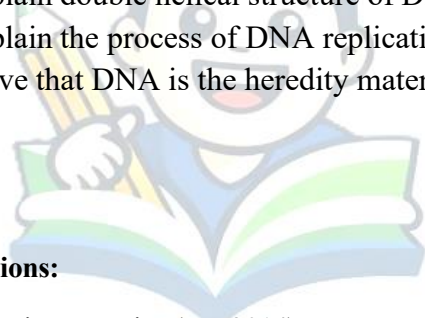 plain double helical structure of D
plain the process of DNA replicati
ve that DNA is the heredity mater
ions: